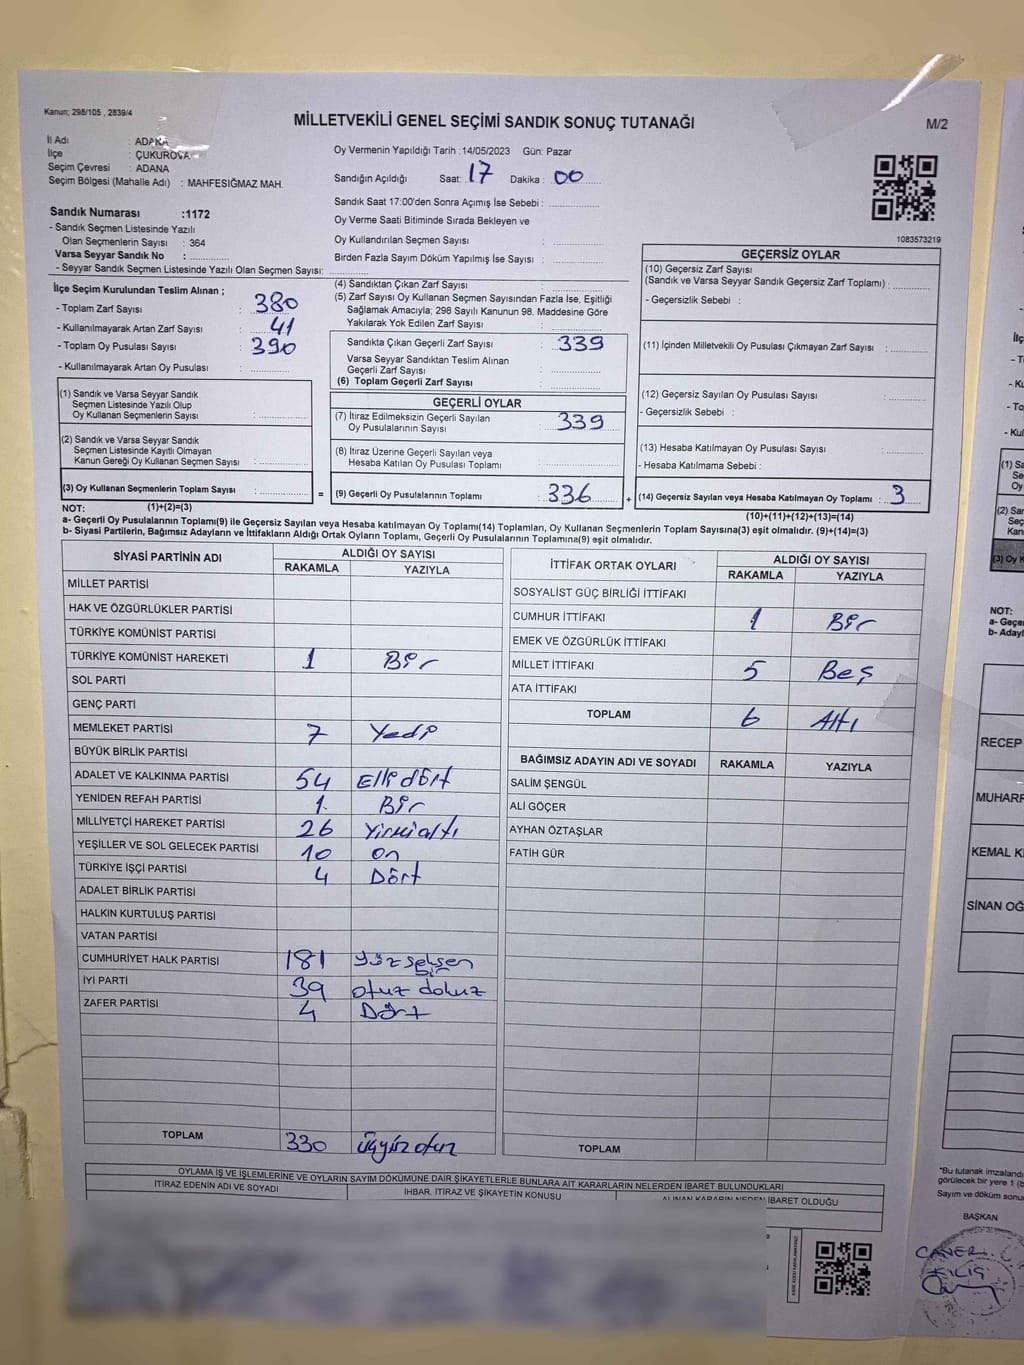 Kanun; 298/105 , 2839/4
MİLLETVEKİLİ GENEL SEÇİMİ SANDIK SONUÇ TUTANAĞI
M/2
İl Adı : ADANA
İlçe : ÇUKUROVA
Seçim Çevresi : ADANA
Seçim Bölgesi (Mahalle Adı) : MAHFESIĞMAZ MAH.
Oy Vermenin Yapıldığı Tarih :14/05/2023 Gün: Pazar
Sandığın Açıldığı Saat: 17 Dakika : 00
Sandık Saat 17:00'den Sonra Açımış İse Sebebi :
Oy Verme Saati Bitiminde Sırada Bekleyen ve
Oy Kullandırılan Seçmen Sayısı :
Birden Fazla Sayım Döküm Yapılmış İse Sayısı :
1083573219
Sandık Numarası :1172
- Sandık Seçmen Listesinde Yazılı
Olan Seçmenlerin Sayısı : 364
Varsa Seyyar Sandık No :
- Seyyar Sandık Seçmen Listesinde Yazılı Olan Seçmen Sayısı:
İlçe Seçim Kurulundan Teslim Alınan ;
- Toplam Zarf Sayısı : 380
- Kullanılmayarak Artan Zarf Sayısı : 41
- Toplam Oy Pusulası Sayısı : 390
- Kullanılmayarak Artan Oy Pusulası :
(1) Sandık ve Varsa Seyyar Sandık
Seçmen Listesinde Yazılı Olup
Oy Kullanan Seçmenlerin Sayısı :
(2) Sandık ve Varsa Seyyar Sandık
Seçmen Listesinde Kayıtlı Olmayan
Kanun Gereği Oy Kullanan Seçmen Sayısı :
(3) Oy Kullanan Seçmenlerin Toplam Sayısı :
(4) Sandıktan Çıkan Zarf Sayısı :
(5) Zarf Sayısı Oy Kullanan Seçmen Sayısından Fazla İse, Eşitliği
Sağlamak Amacıyla; 298 Sayılı Kanunun 98. Maddesine Göre
Yakılarak Yok Edilen Zarf Sayısı :
Sandıkta Çıkan Geçerli Zarf Sayısı : 339
Varsa Seyyar Sandıktan Teslim Alınan
Geçerli Zarf Sayısı :
(6) Toplam Geçerli Zarf Sayısı :
GEÇERLİ OYLAR
(7) İtiraz Edilmeksizin Geçerli Sayılan
Oy Pusulalarının Sayısı : 339
(8) İtiraz Üzerine Geçerli Sayılan veya
Hesaba Katılan Oy Pusulası Toplamı :
= (9) Geçerli Oy Pusulalarının Toplamı : 336
GEÇERSİZ OYLAR
(10) Geçersiz Zarf Sayısı
(Sandık ve Varsa Seyyar Sandık Geçersiz Zarf Toplamı) :
- Geçersizlik Sebebi :
(11) İçinden Milletvekili Oy Pusulası Çıkmayan Zarf Sayısı :
(12) Geçersiz Sayılan Oy Pusulası Sayısı :
- Geçersizlik Sebebi :
(13) Hesaba Katılmayan Oy Pusulası Sayısı :
- Hesaba Katılmama Sebebi :
+ (14) Geçersiz Sayılan veya Hesaba Katılmayan Oy Toplamı : 3
NOT: (1)+(2)=(3)
(10)+(11)+(12)+(13)=(14)
a- Geçerli Oy Pusulalarının Toplamı(9) ile Geçersiz Sayılan veya Hesaba katılmayan Oy Toplamı(14) Toplamları, Oy Kullanan Seçmenlerin Toplam Sayısına(3) eşit olmalıdır. (9)+(14)=(3)
b- Siyasi Partilerin, Bağımsız Adayların ve İttifakların Aldığı Ortak Oyların Toplamı, Geçerli Oy Pusulalarının Toplamına(9) eşit olmalıdır.
SİYASİ PARTİNİN ADI
ALDIĞI OY SAYISI
RAKAMLA YAZIYLA
MİLLET PARTİSİ
HAK VE ÖZGÜRLÜKLER PARTİSİ
TÜRKİYE KOMÜNİST PARTİSİ
TÜRKİYE KOMÜNİST HAREKETİ 1 Bir
SOL PARTİ
GENÇ PARTİ
MEMLEKET PARTİSİ 7 Yedi
BÜYÜK BİRLİK PARTİSİ
ADALET VE KALKINMA PARTİSİ 54 Elli dört
YENİDEN REFAH PARTİSİ 1 Bir
MİLLİYETÇİ HAREKET PARTİSİ 26 Yirmi altı
YEŞİLLER VE SOL GELECEK PARTİSİ 10 On
TÜRKİYE İŞÇİ PARTİSİ 4 Dört
ADALET BİRLİK PARTİSİ
HALKIN KURTULUŞ PARTİSİ
VATAN PARTİSİ
CUMHURİYET HALK PARTİSİ 181 Yüz seksen
bir
İYİ PARTİ 39 otuz dokuz
ZAFER PARTİSİ 4 Dört
TOPLAM 330 üçyüz otuz
İTTİFAK ORTAK OYLARI
ALDIĞI OY SAYISI
RAKAMLA YAZIYLA
SOSYALİST GÜÇ BİRLİĞİ İTTİFAKI
CUMHUR İTTİFAKI 1 Bir
EMEK VE ÖZGÜRLÜK İTTİFAKI
MİLLET İTTİFAKI 5 Beş
ATA İTTİFAKI
TOPLAM 6 Altı
BAĞIMSIZ ADAYIN ADI VE SOYADI RAKAMLA YAZIYLA
SALİM ŞENGÜL
ALİ GÖÇER
AYHAN ÖZTAŞLAR
FATİH GÜR
TOPLAM
OYLAMA İŞ VE İŞLEMLERİNE VE OYLARIN SAYIM DÖKÜMÜNE DAİR ŞİKAYETLERLE BUNLARA AİT KARARLARIN NELERDEN İBARET BULUNDUKLARI
İTİRAZ EDENİN ADI VE SOYADI
İHBAR, İTİRAZ VE ŞİKAYETİN KONUSU
ALINAN KARARIN NEDEN İBARET OLDUĞU
NOT:
RECEP
MUHARR
KEMAL K
SİNAN OĞ
*Bu tutanak imzalandı
görülecek bir yere 1 (b
Sayım ve döküm sonu
BAŞKAN
CANER
KILIÇ